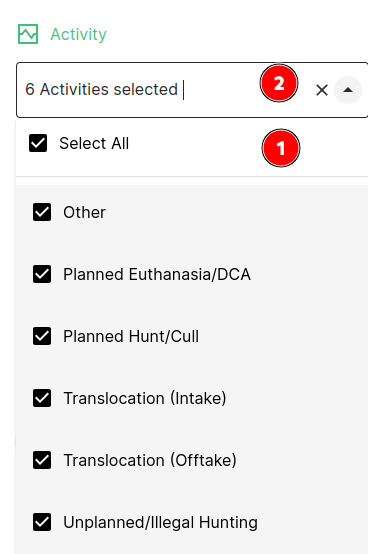 Activity
6 Activities selected
2
Select All
1
Other
Planned Euthanasia/DCA
Planned Hunt/Cull
Translocation (Intake)
Translocation (Offtake)
Unplanned/Illegal Hunting